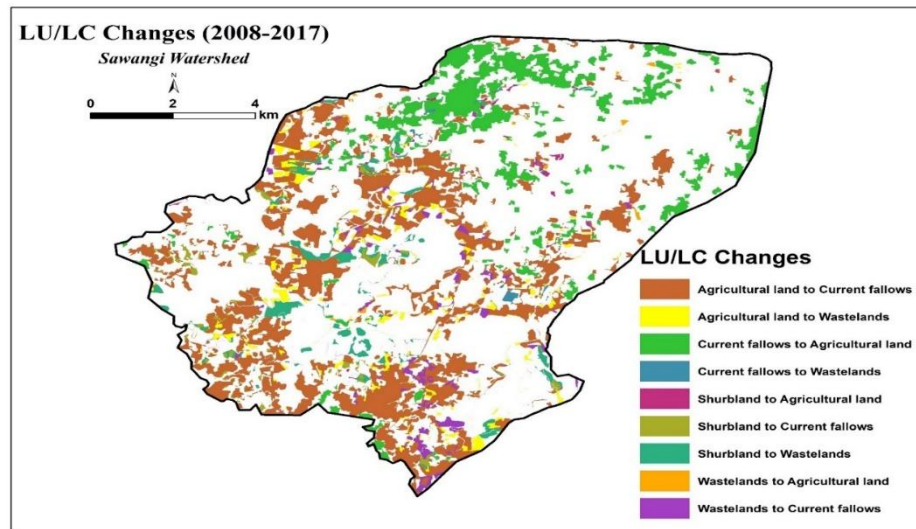 LU/LC Changes (2008-2017)
Sawangi Watershed
N
0 2 4
km
LU/LC Changes
Agricultural land to Current fallows
Agricultural land to Wastelands
Current fallows to Agricultural land
Current fallows to Wastelands
Shurbland to Agricultural land
Shurbland to Current fallows
Shurbland to Wastelands
Wastelands to Agricultural land
Wastelands to Current fallows